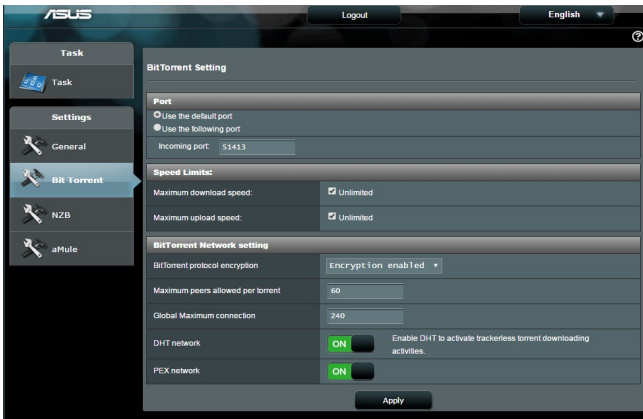 ASUS
Logout
English
Task
Task
Settings
General
Bit Torrent
NZB
aMule
BitTorrent Setting
Port
Use the default port
Use the following port
Incoming port: 51413
Speed Limits:
Maximum download speed: Unlimited
Maximum upload speed: Unlimited
BitTorrent Network setting
BitTorrent protocol encryption Encryption enabled
Maximum peers allowed per torrent 60
Global Maximum connection 240
DHT network ON Enable DHT to activate trackerless torrent downloading
activities.
PEX network ON
Apply